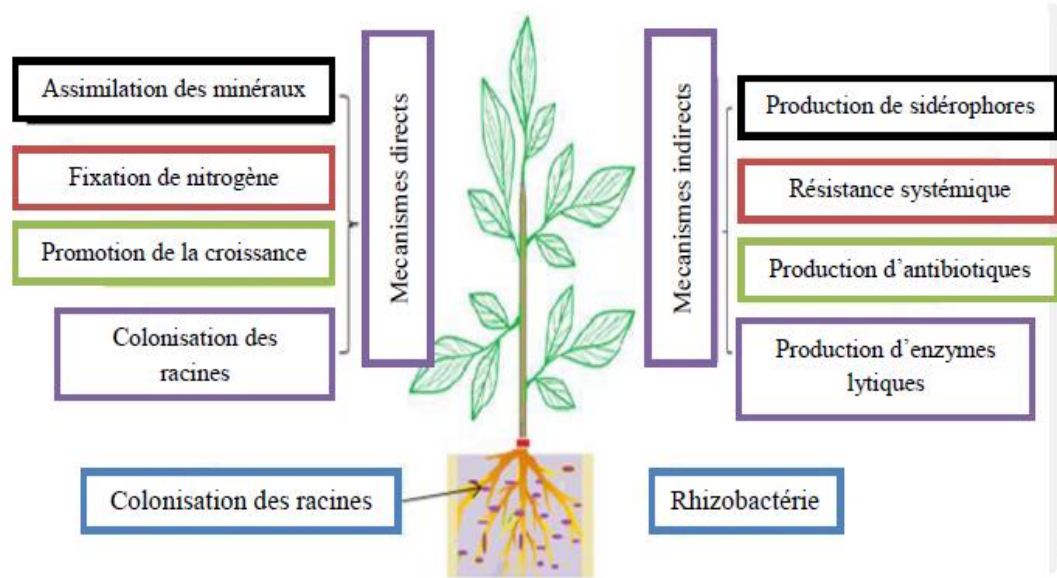 Assimilation des minéraux
Fixation de nitrogène
Promotion de la croissance
Colonisation des
racines
Mecanismes directs
Mecanismes indirects
Production de sidérophores
Résistance systémique
Production d'antibiotiques
Production d'enzymes
lytiques
Colonisation des racines
Rhizobactérie